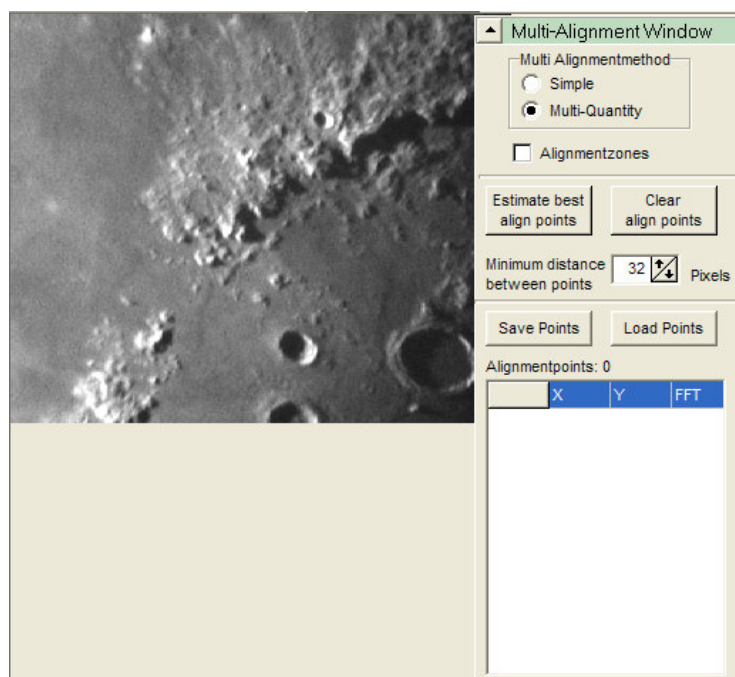 Multi-Alignment Window
Multi Alignmentmethod
Simple
Multi-Quantity
Alignmentzones
Estimate best
align points
Clear
align points
Minimum distance
between points
32
Pixels
Save Points
Load Points
Alignmentpoints: 0
X Y FFT